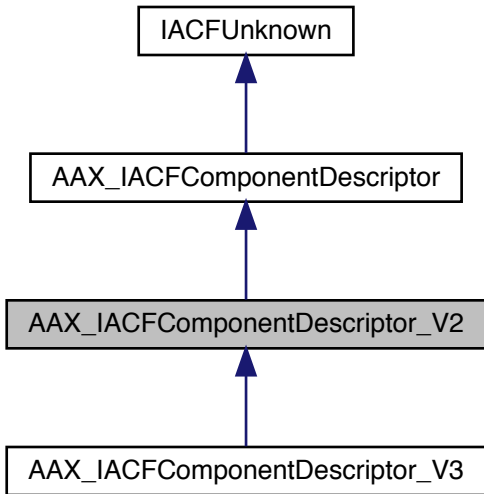 IACFUnknown
AAX_IACFComponentDescriptor
AAX_IACFComponentDescriptor_V2
AAX_IACFComponentDescriptor_V3